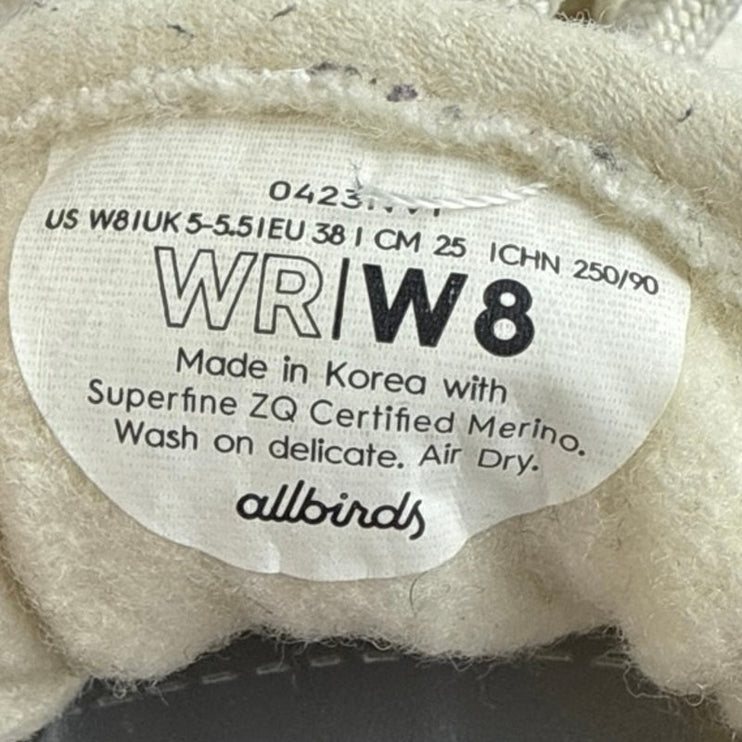 0423
US W8 | UK 5-5.5 | EU 38 | CM 25 | CHN 250/90
WR | W8
Made in Korea with
Superfine ZQ Certified Merino.
Wash on delicate. Air Dry.
allbirds